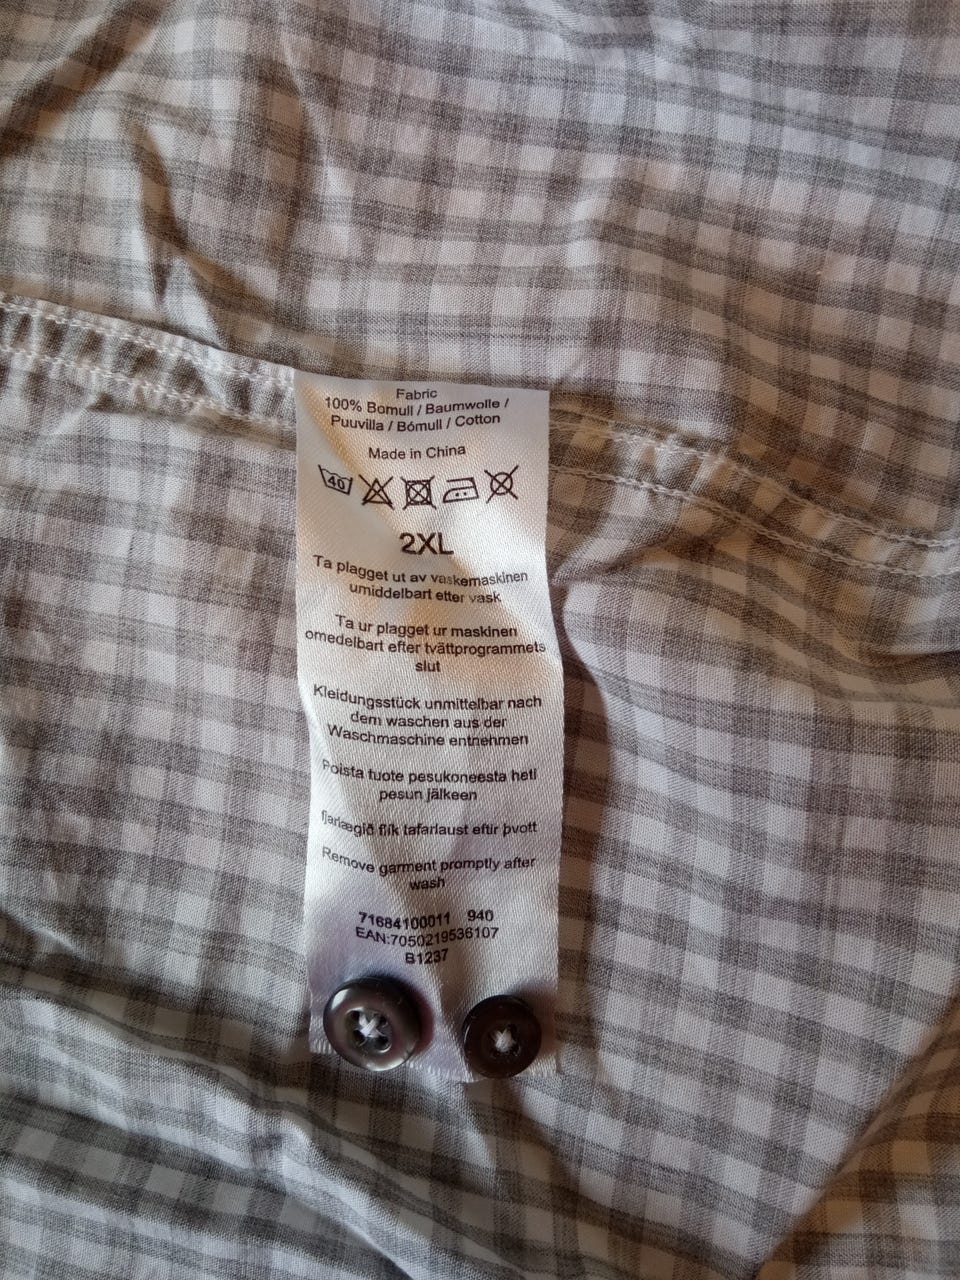 Fabric
100% Bomull / Baumwolle /
Puuvilla / Bómull / Cotton
Made in China
40
2XL
Ta plagget ut av vaskemaskinen
umiddelbart etter vask
Ta ur plagget ur maskinen
omedelbart efter tvättprogrammets
slut
Kleidungsstück unmittelbar nach
dem waschen aus der
Waschmaschine entnehmen
Poista tuote pesukoneesta heti
pesun jälkeen
fjarlægið flík tafarlaust eftir þvott
Remove garment promptly after
wash
71684100011 940
EAN:7050219536107
B1237